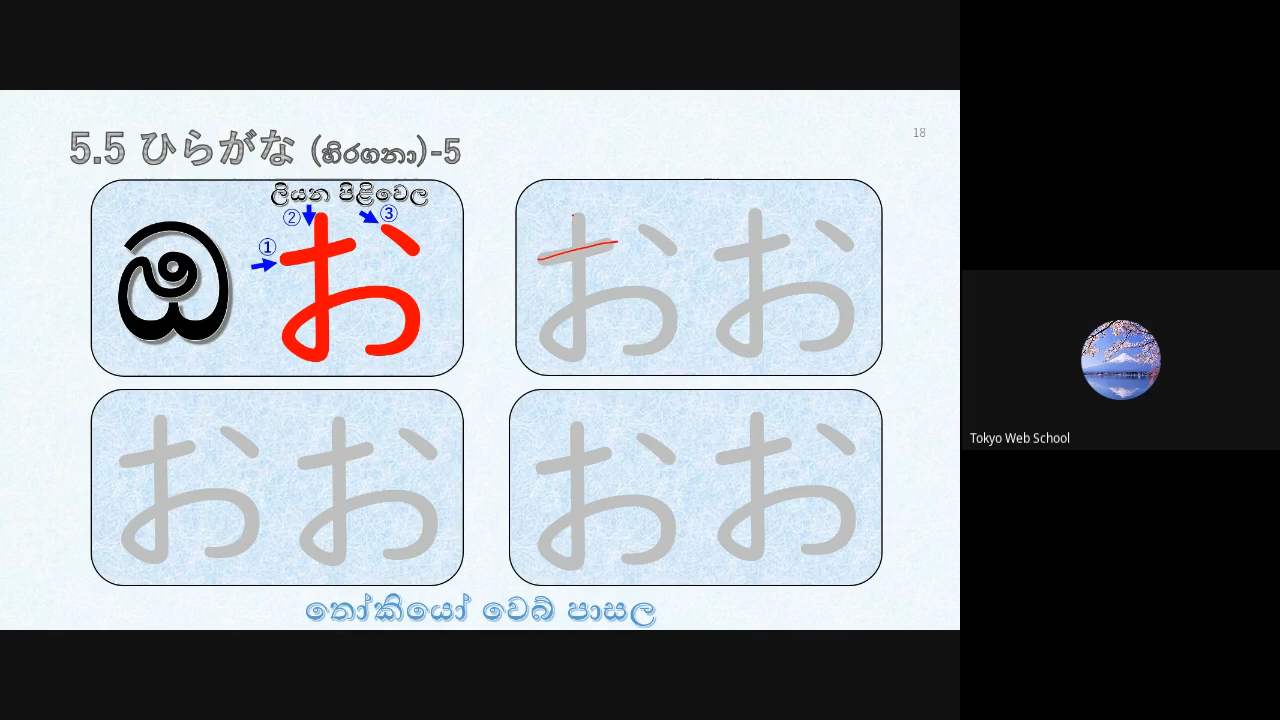 5.5 ひらがな (හිරගනා)-5
18
ලියන පිළිවෙල
② ③
①
ඔ お
お お
お お
お お
තෝකියෝ වෙබ් පාසල
Tokyo Web School